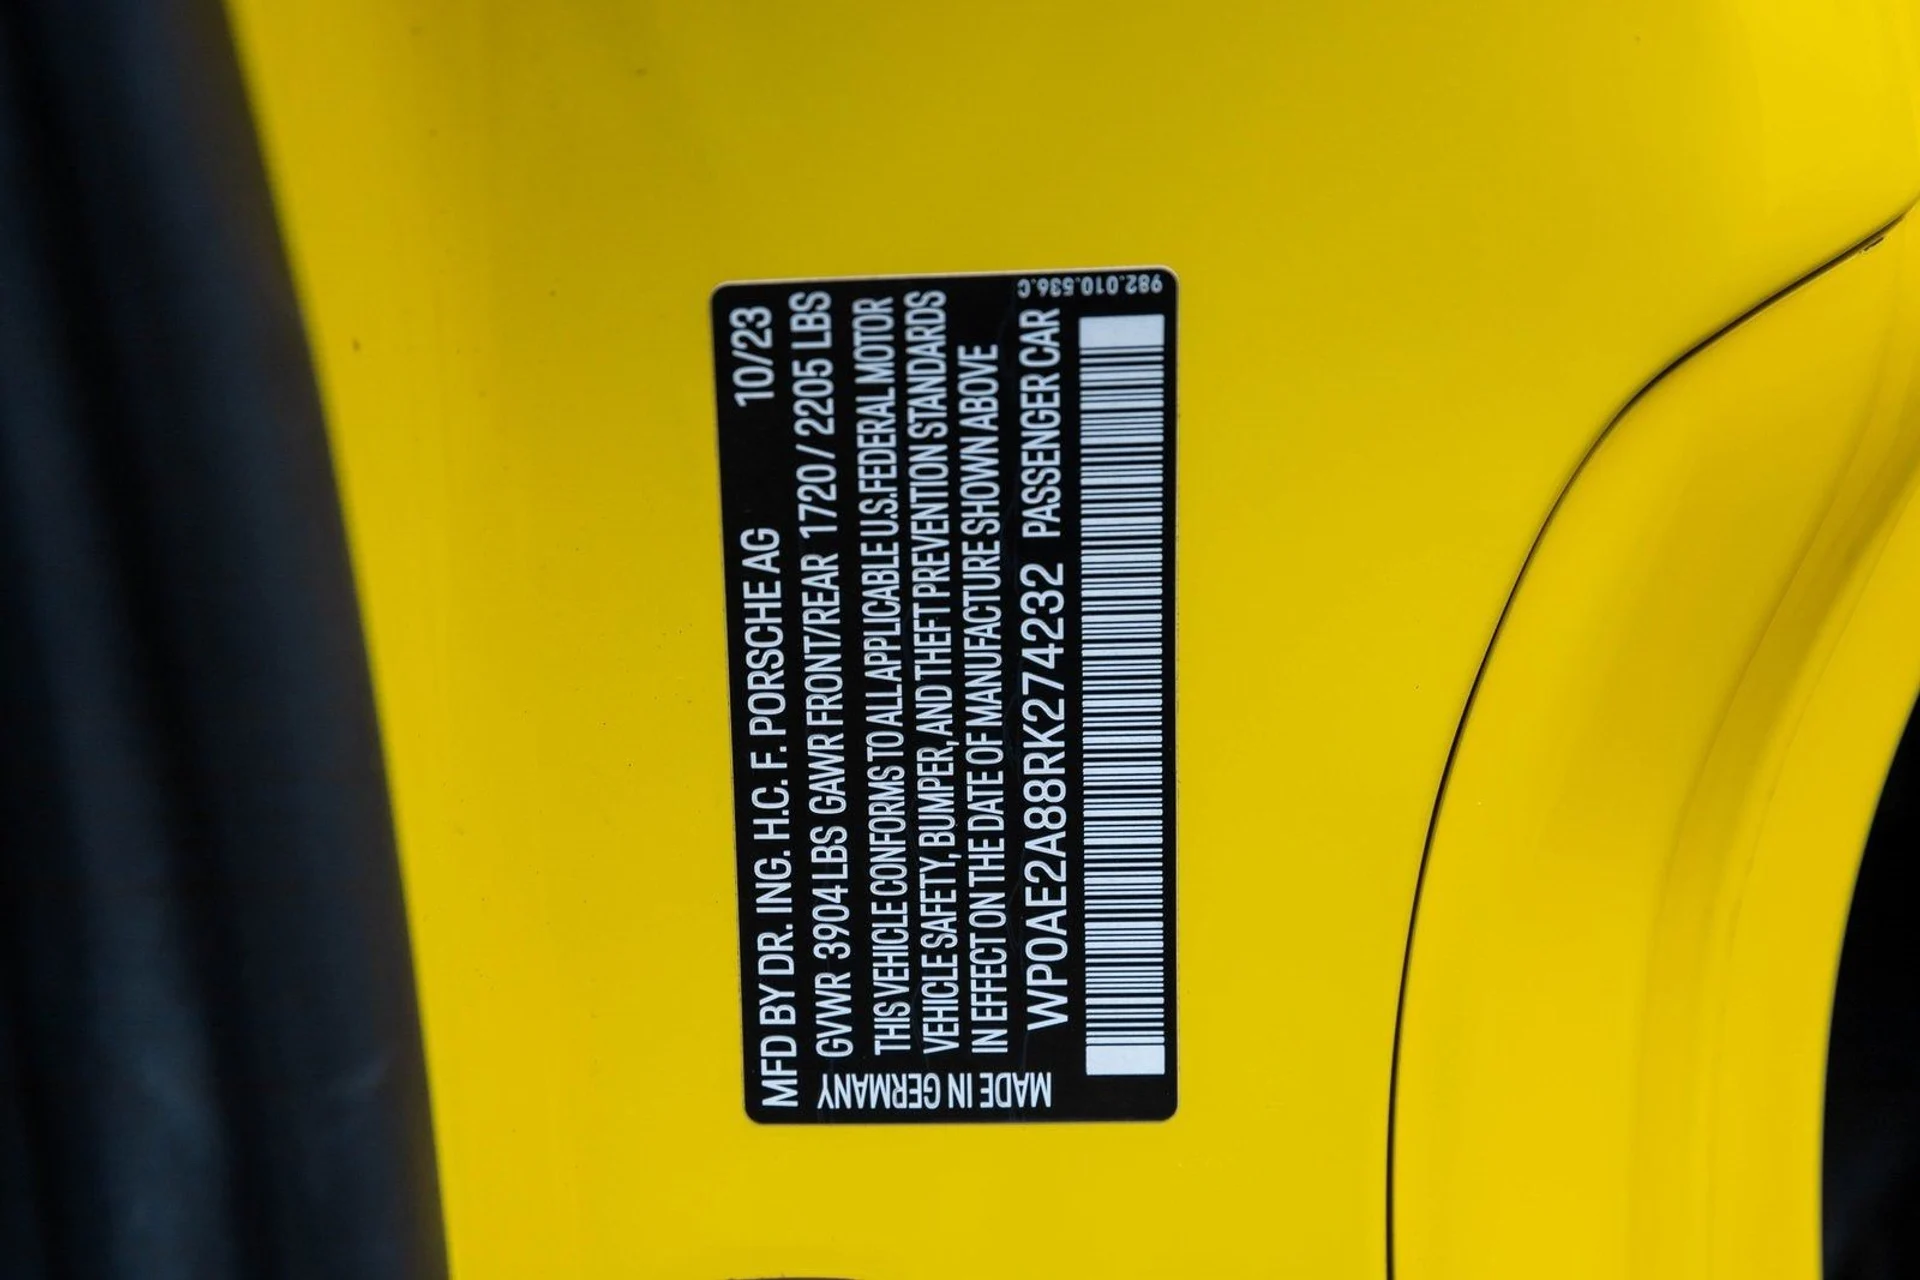 MFD BY DR. ING. H.C. F. PORSCHE AG 10/23
GVWR 3904 LBS GAWR FRONT/REAR 1720 / 2205 LBS
THIS VEHICLE CONFORMS TO ALL APPLICABLE U.S. FEDERAL MOTOR
VEHICLE SAFETY, BUMPER, AND THEFT PREVENTION STANDARDS
IN EFFECT ON THE DATE OF MANUFACTURE SHOWN ABOVE
WP0AE2A88RK274232 PASSENGER CAR
MADE IN GERMANY
982.010.536.C